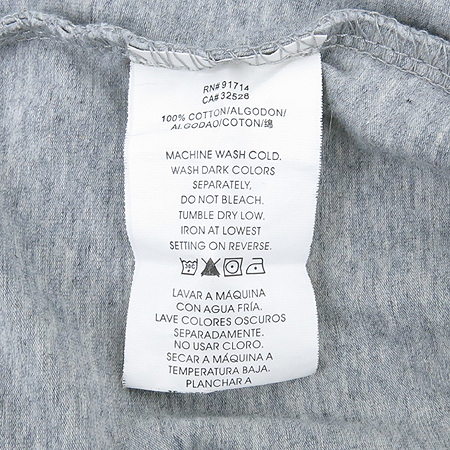 RN# 91714
CA# 32528
100% COTTON/ALGODON/
ALGODAO/COTON/棉
MACHINE WASH COLD.
WASH DARK COLORS
SEPARATELY,
DO NOT BLEACH.
TUMBLE DRY LOW.
IRON AT LOWEST
SETTING ON REVERSE.
LAVAR A MÁQUINA
CON AGUA FRÍA.
LAVE COLORES OSCUROS
SEPARADAMENTE.
NO USAR CLORO.
SECAR A MÁQUINA A
TEMPERATURA BAJA.
PLANCHAR A